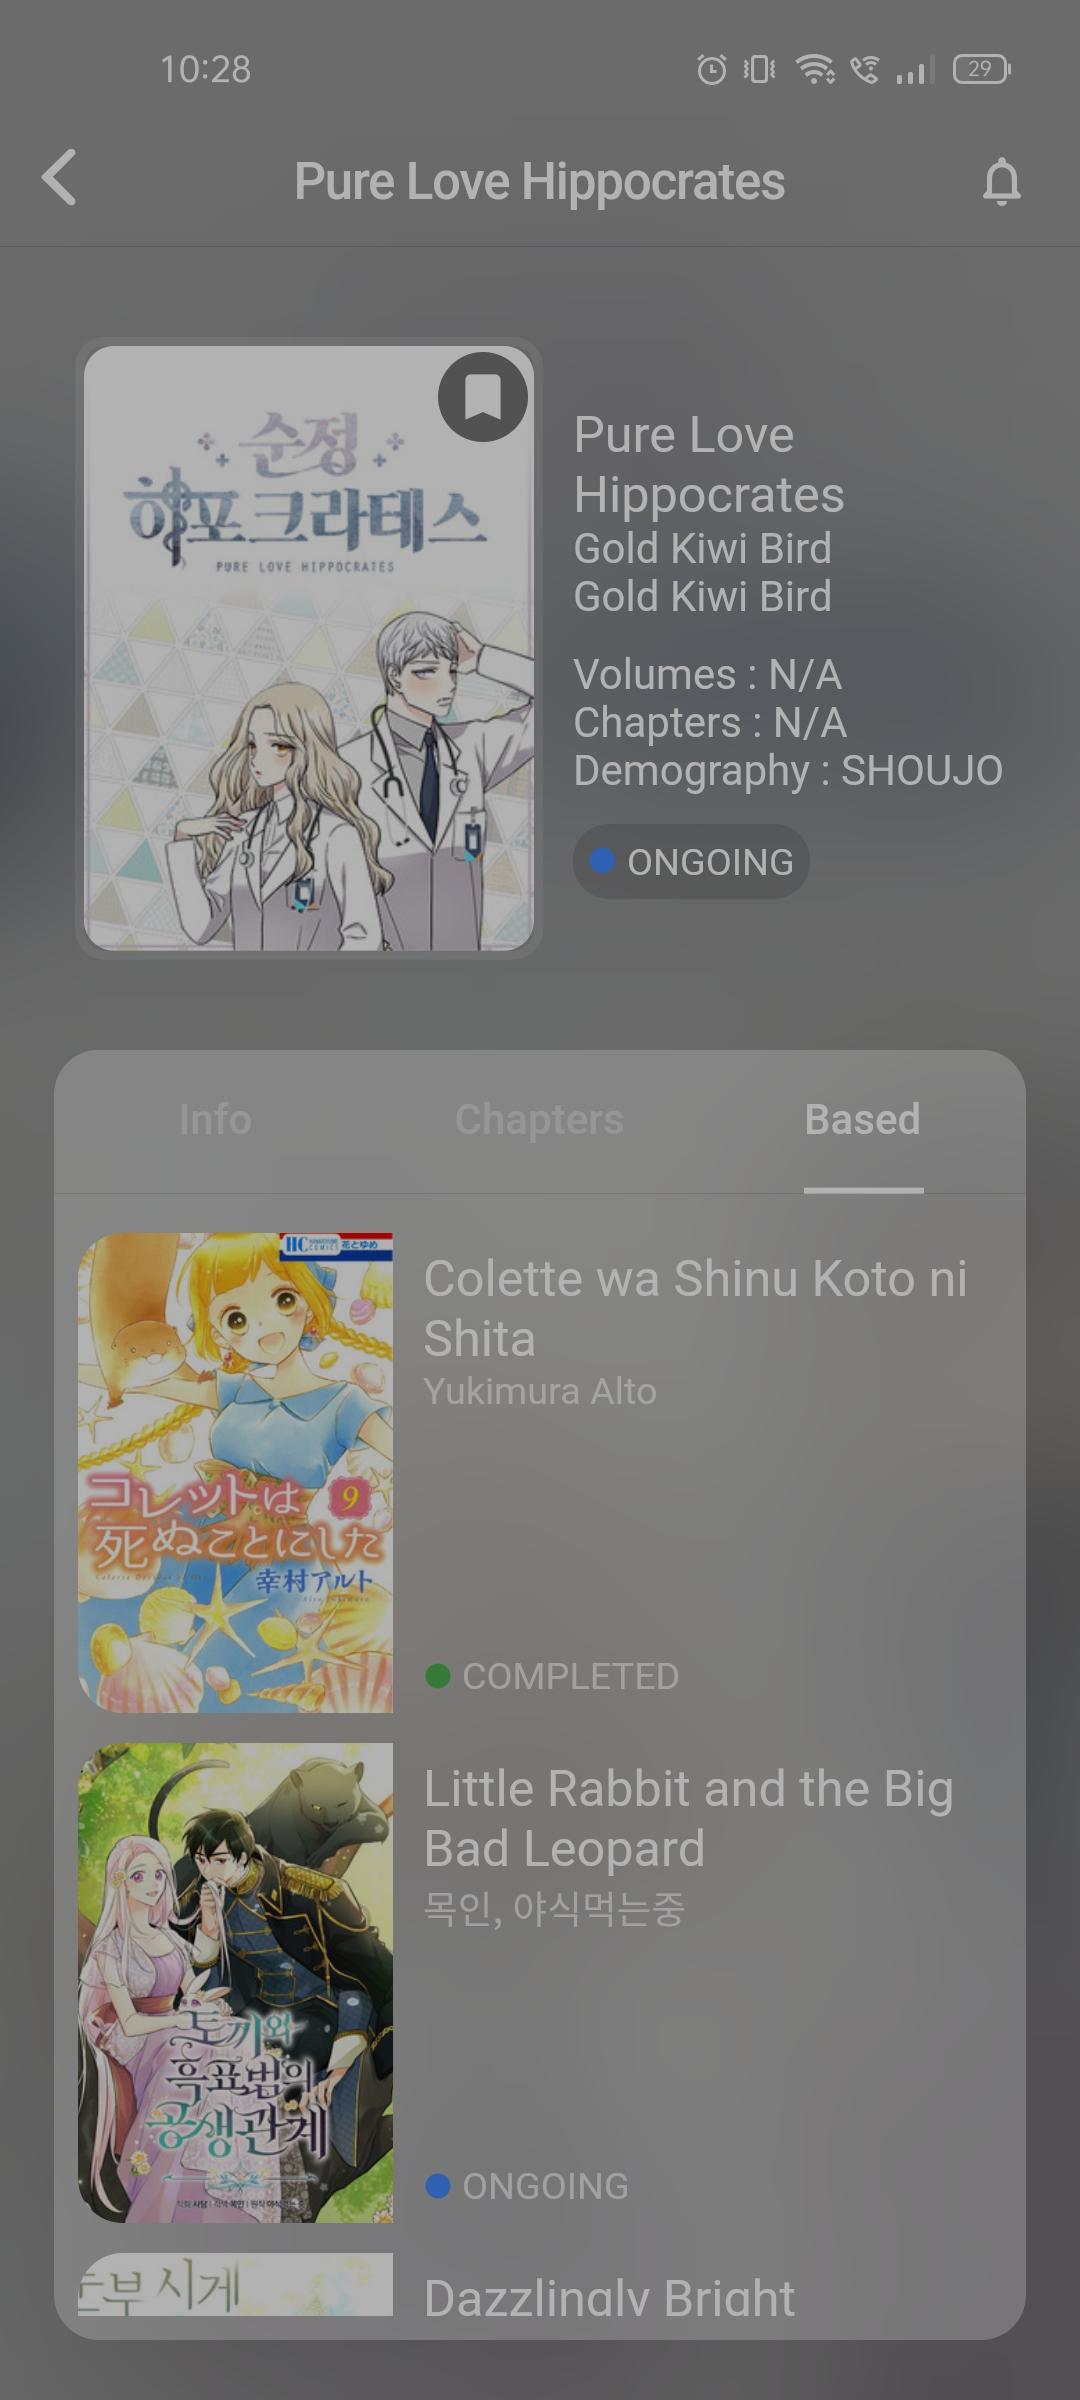 10:28
29
Pure Love Hippocrates
순정
히포크라테스
PURE LOVE HIPPOCRATES
Pure Love
Hippocrates
Gold Kiwi Bird
Gold Kiwi Bird
Volumes : N/A
Chapters : N/A
Demography : SHOUJO
ONGOING
Info
Chapters
Based
HC
COMICS
花とゆめ
コレットは
死ぬことにした
9
幸村アルト
Colette wa Shinu Koto ni
Shita
Yukimura Alto
COMPLETED
토끼와
흑표범의
공생관계
Little Rabbit and the Big
Bad Leopard
목인, 야식먹는중
ONGOING
부시게
Dazzlingly Bright